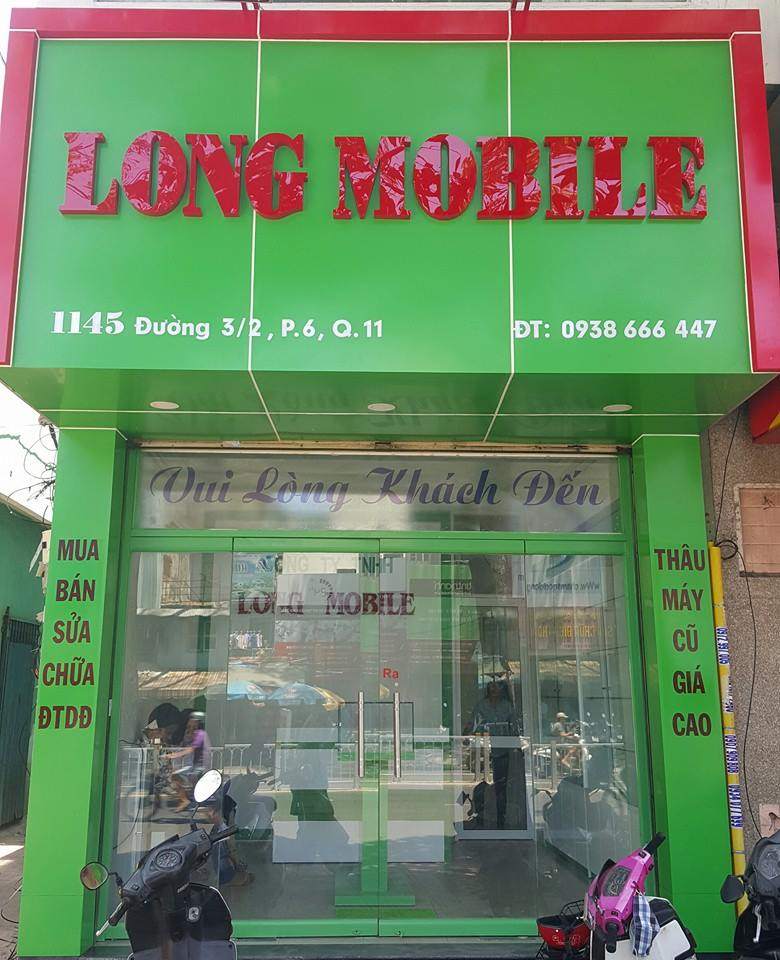 LONG MOBILE
1145 Đường 3/2, P.6, Q.11
ĐT: 0938 666 447
Vui Lòng Khách Đến
MUA
BÁN
SỬA
CHỮA
ĐTDĐ
THÂU
MÁY
CŨ
GIÁ
CAO
LONG MOBILE
Ra